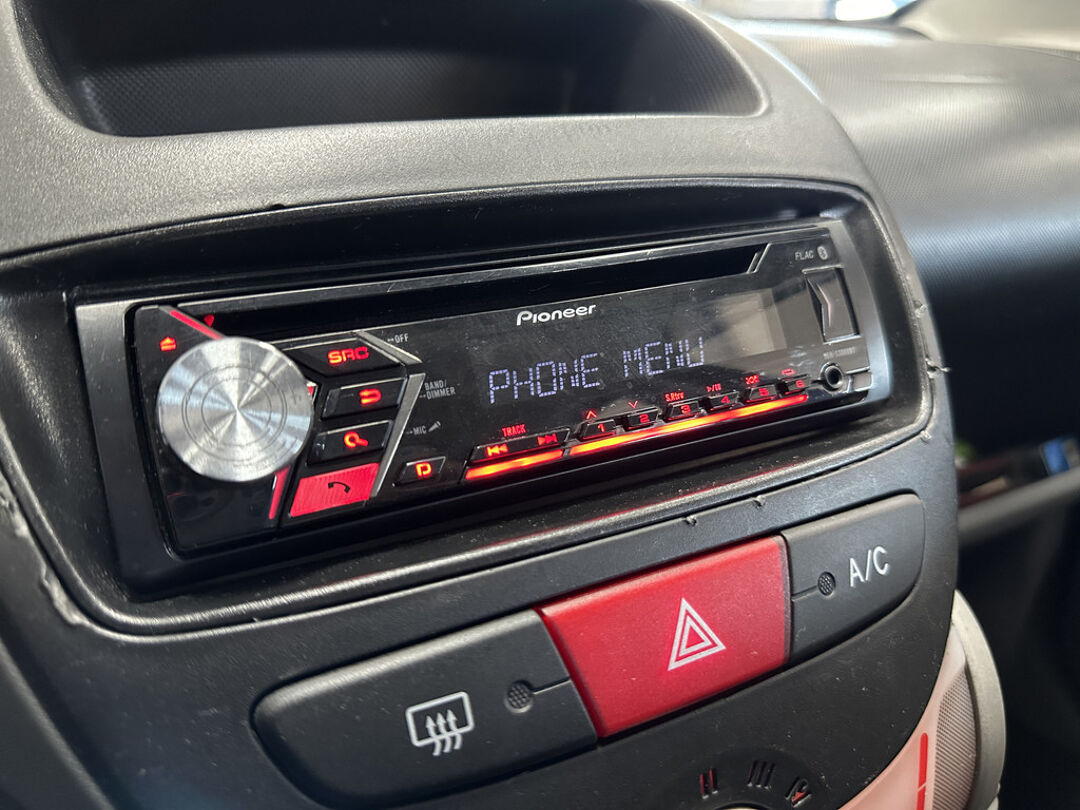 FLAC
Pioneer
OFF
SRC
PHONE MENU
BAND/
DIMMER
MIC
TRACK
S.Rtrv
1 2 3 4 5 6
D
A/C